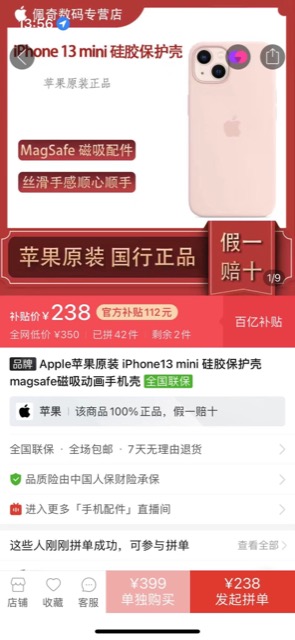 佩奇数码专营店
13:56
iPhone 13 mini 硅胶保护壳
苹果原装正品
MagSafe 磁吸配件
丝滑手感顺心顺手
苹果原装 国行正品
假一
赔十
1/9
补贴价¥238 官方补贴112元
全网低价 ¥350 已拼42件 剩余2件
百亿补贴
品牌 Apple苹果原装 iPhone13 mini 硅胶保护壳
magsafe磁吸动画手机壳 全国联保
苹果 该商品100%正品，假一赔十
全国联保 · 全场包邮 · 7天无理由退货
品质险由中国人保财险承保
进入更多「手机配件」直播间
这些人刚刚拼单成功，可参与拼单 查看全部
店铺
收藏
客服
¥399
单独购买
¥238
发起拼单